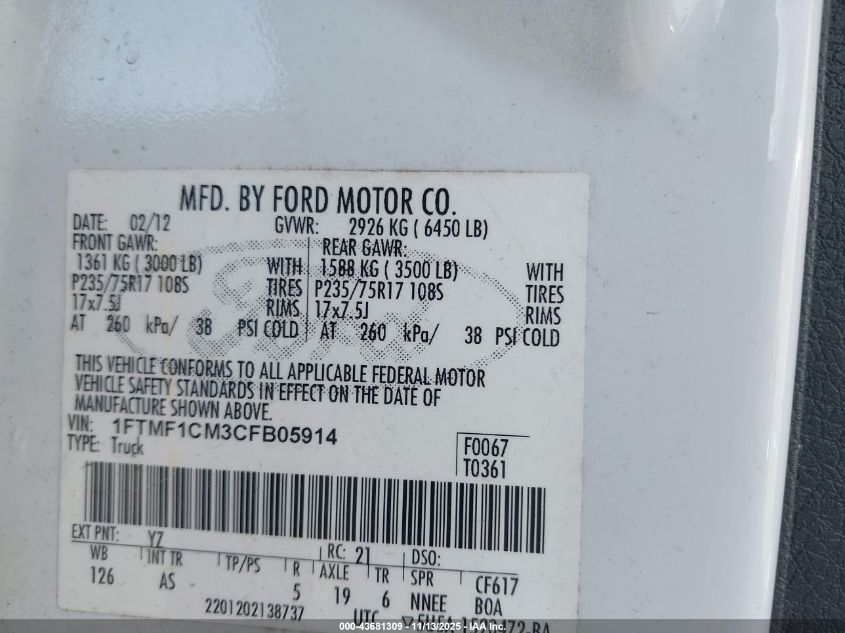 MFD. BY FORD MOTOR CO.
DATE: 02/12 GVWR: 2926 KG ( 6450 LB)
FRONT GAWR: REAR GAWR:
1361 KG ( 3000 LB) WITH 1588 KG ( 3500 LB) WITH
P235/75R17 108S TIRES P235/75R17 108S TIRES
17x7.5J RIMS 17x7.5J RIMS
AT 260 kPa/ 38 PSI COLD AT 260 kPa/ 38 PSI COLD
THIS VEHICLE CONFORMS TO ALL APPLICABLE FEDERAL MOTOR
VEHICLE SAFETY STANDARDS IN EFFECT ON THE DATE OF
MANUFACTURE SHOWN ABOVE.
VIN: 1FTMF1CM3CFB05914
TYPE: Truck
F0067
T0361
EXT PNT: YZ RC: 21 DSO:
WB INT TR TP/PS R AXLE TR SPR CF617
126 AS 5 19 6 NNEE BOA
2201202138737 UTC
000-43681309 - 11/13/2025 - IAA Inc.